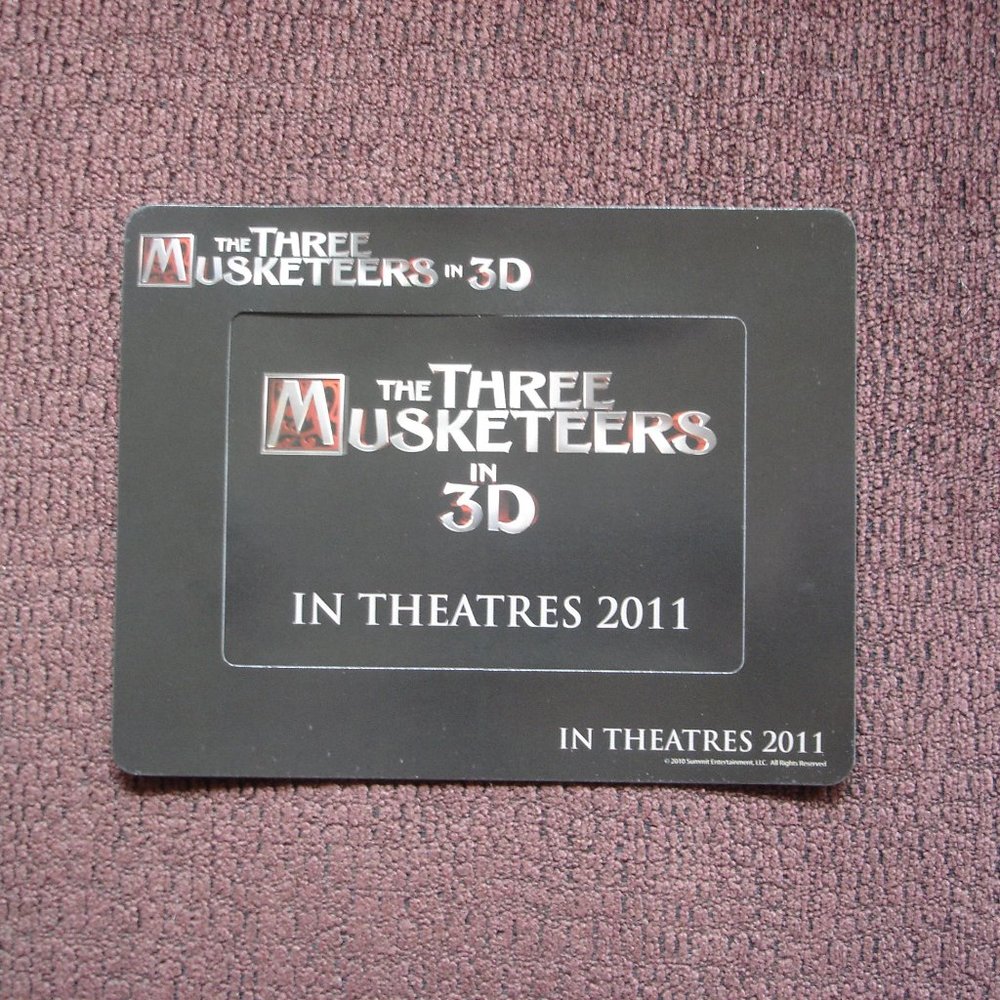 THE THREE
MUSKETEERS IN 3D
THE THREE
MUSKETEERS
IN
3D
IN THEATRES 2011
IN THEATRES 2011
© 2010 Summit Entertainment, LLC. All Rights Reserved